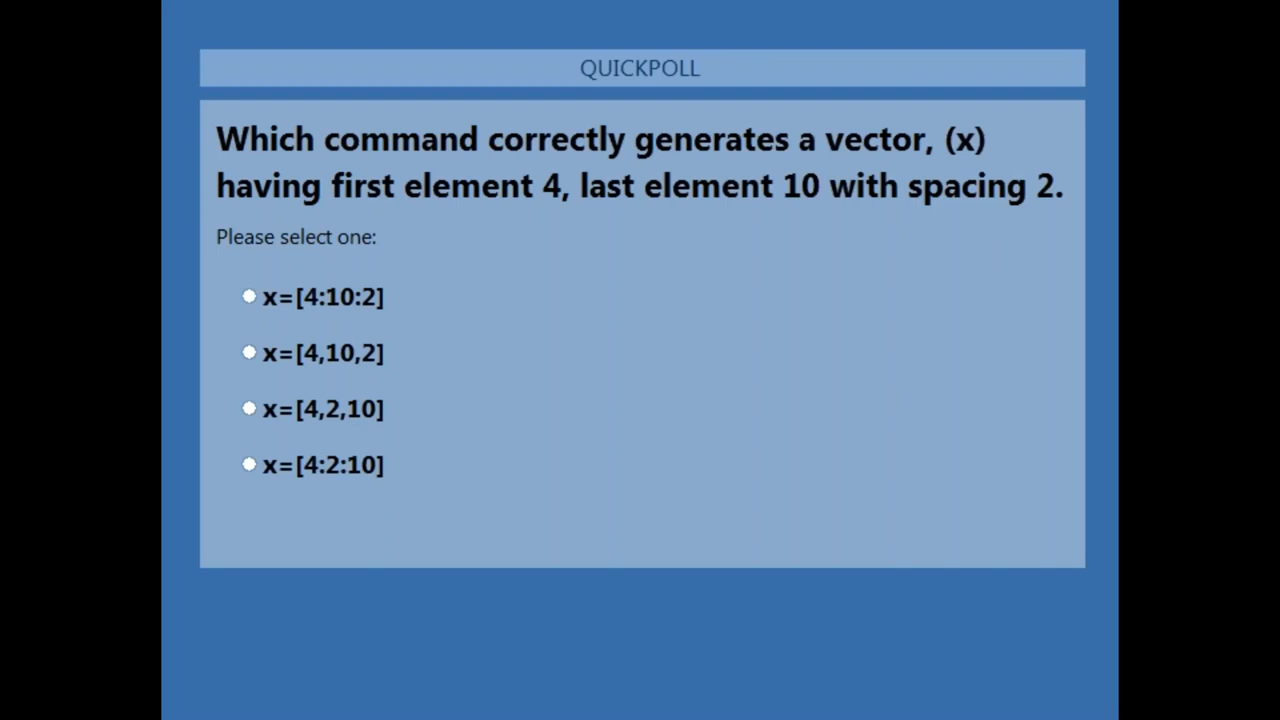 QUICKPOLL
Which command correctly generates a vector, (x)
having first element 4, last element 10 with spacing 2.
Please select one:
x=[4:10:2]
x=[4,10,2]
x=[4,2,10]
x=[4:2:10]